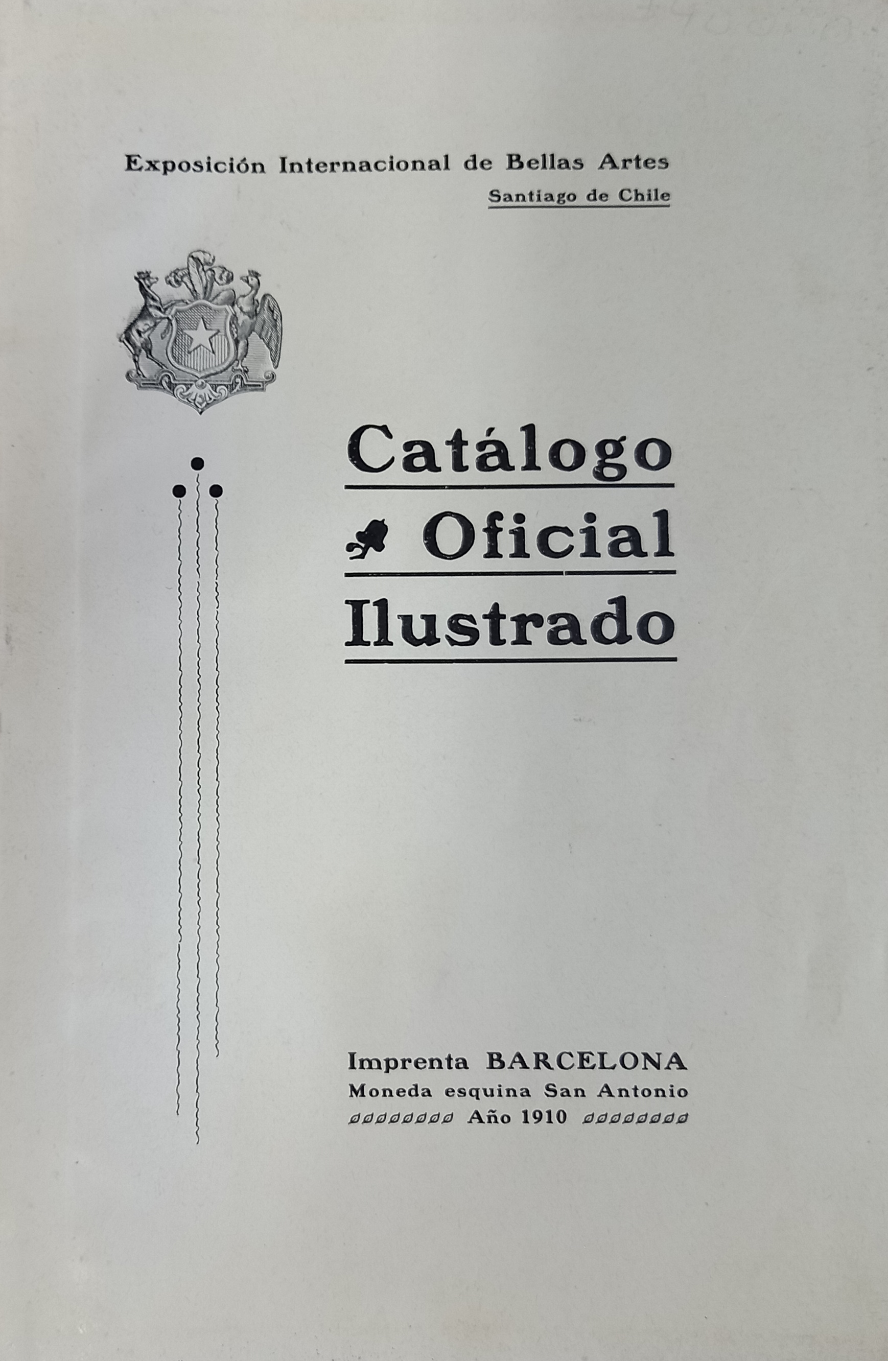 Exposición Internacional de Bellas Artes
Santiago de Chile
Catálogo
Oficial
Ilustrado
Imprenta BARCELONA
Moneda esquina San Antonio
Año 1910